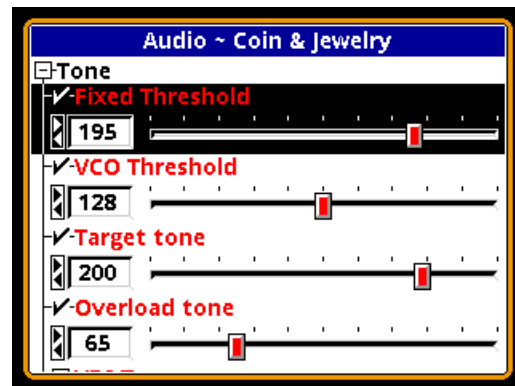 Audio ~ Coin & Jewelry
Tone
Fixed Threshold
195
VCO Threshold
128
Target tone
200
Overload tone
65